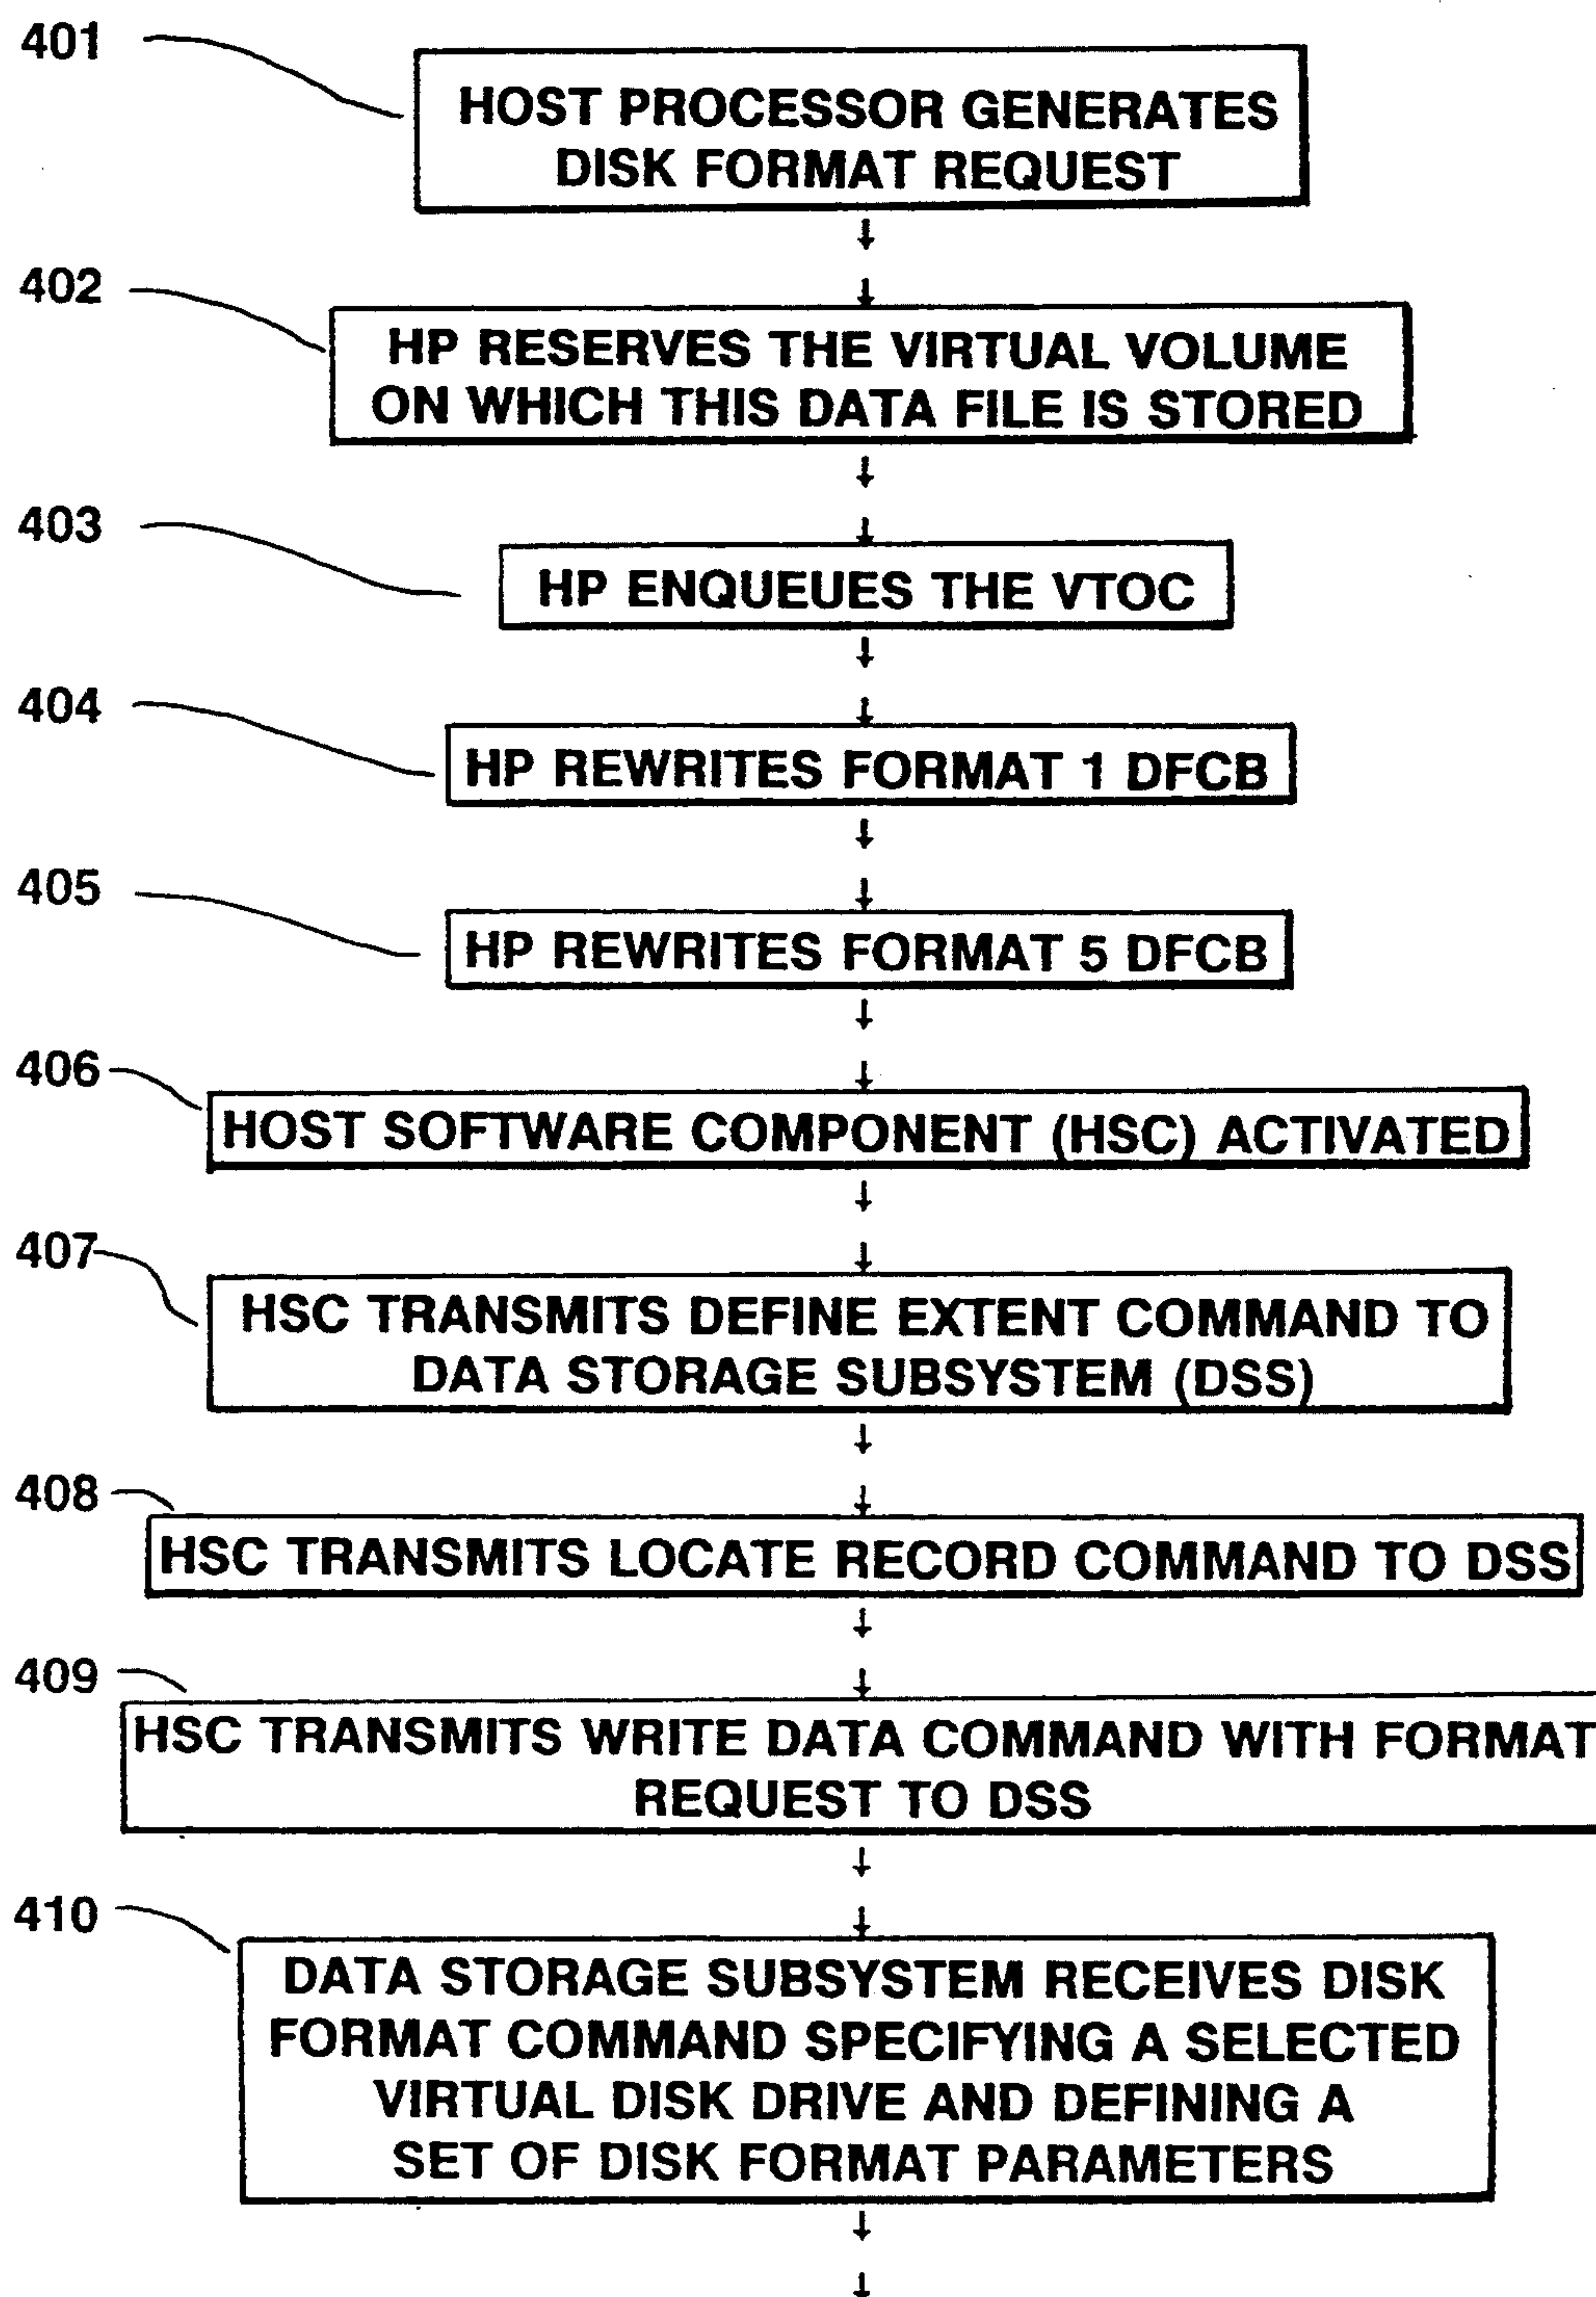 401
HOST PROCESSOR GENERATES
DISK FORMAT REQUEST
402
HP RESERVES THE VIRTUAL VOLUME
ON WHICH THIS DATA FILE IS STORED
403
HP ENQUEUES THE VTOC
404
HP REWRITES FORMAT 1 DFCB
405
HP REWRITES FORMAT 5 DFCB
406
HOST SOFTWARE COMPONENT (HSC) ACTIVATED
407
HSC TRANSMITS DEFINE EXTENT COMMAND TO
DATA STORAGE SUBSYSTEM (DSS)
408
HSC TRANSMITS LOCATE RECORD COMMAND TO DSS
409
HSC TRANSMITS WRITE DATA COMMAND WITH FORMAT
REQUEST TO DSS
410
DATA STORAGE SUBSYSTEM RECEIVES DISK
FORMAT COMMAND SPECIFYING A SELECTED
VIRTUAL DISK DRIVE AND DEFINING A
SET OF DISK FORMAT PARAMETERS